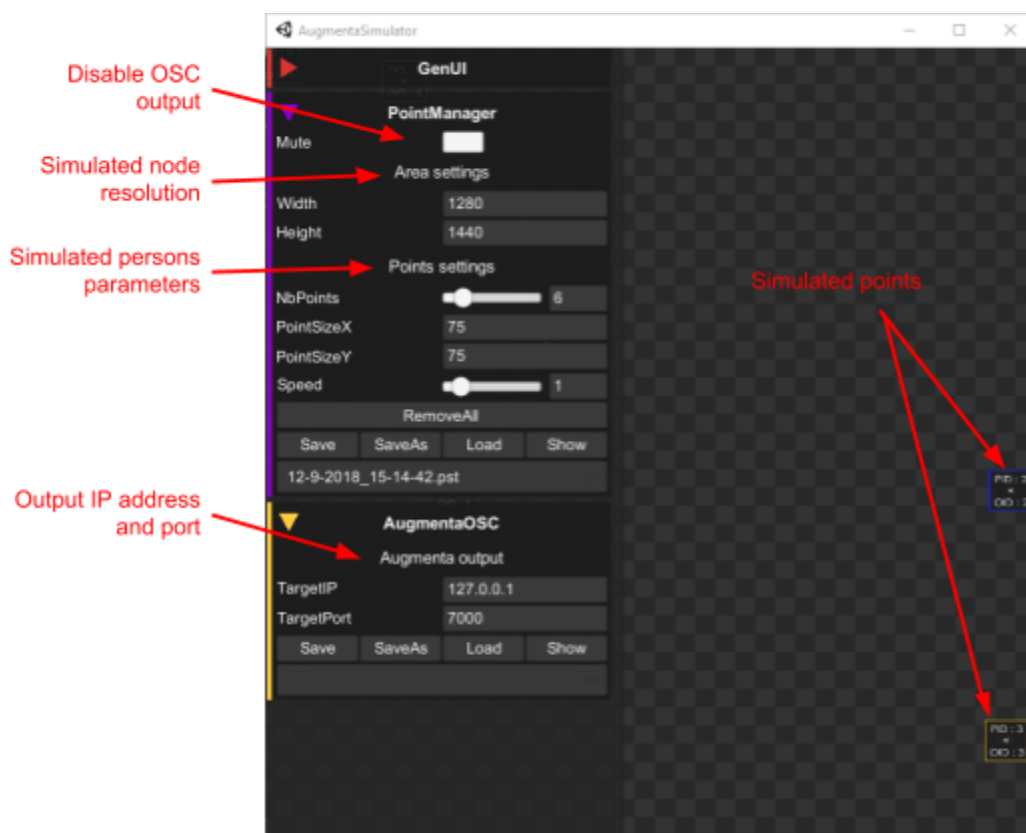 AugmentaSimulator
GenUI
Disable OSC
output
PointManager
Mute
Simulated node
resolution
Area settings
Width 1280
Height 1440
Simulated persons
parameters
Points settings
Simulated points
NbPoints 6
PointSizeX 75
PointSizeY 75
Speed 1
RemoveAll
Save SaveAs Load Show
12-9-2018_15-14-42.pst
PID :
OID :
Output IP address
and port
AugmentaOSC
Augmenta output
TargetIP 127.0.0.1
TargetPort 7000
Save SaveAs Load Show
PID : 3
OID : 3